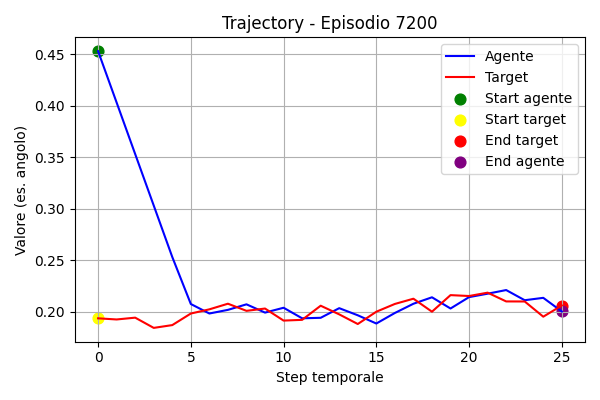 Trajectory - Episodio 7200
Valore (es. angolo)
0.45
0.40
0.35
0.30
0.25
0.20
Agente
Target
Start agente
Start target
End target
End agente
0 5 10 15 20 25
Step temporale